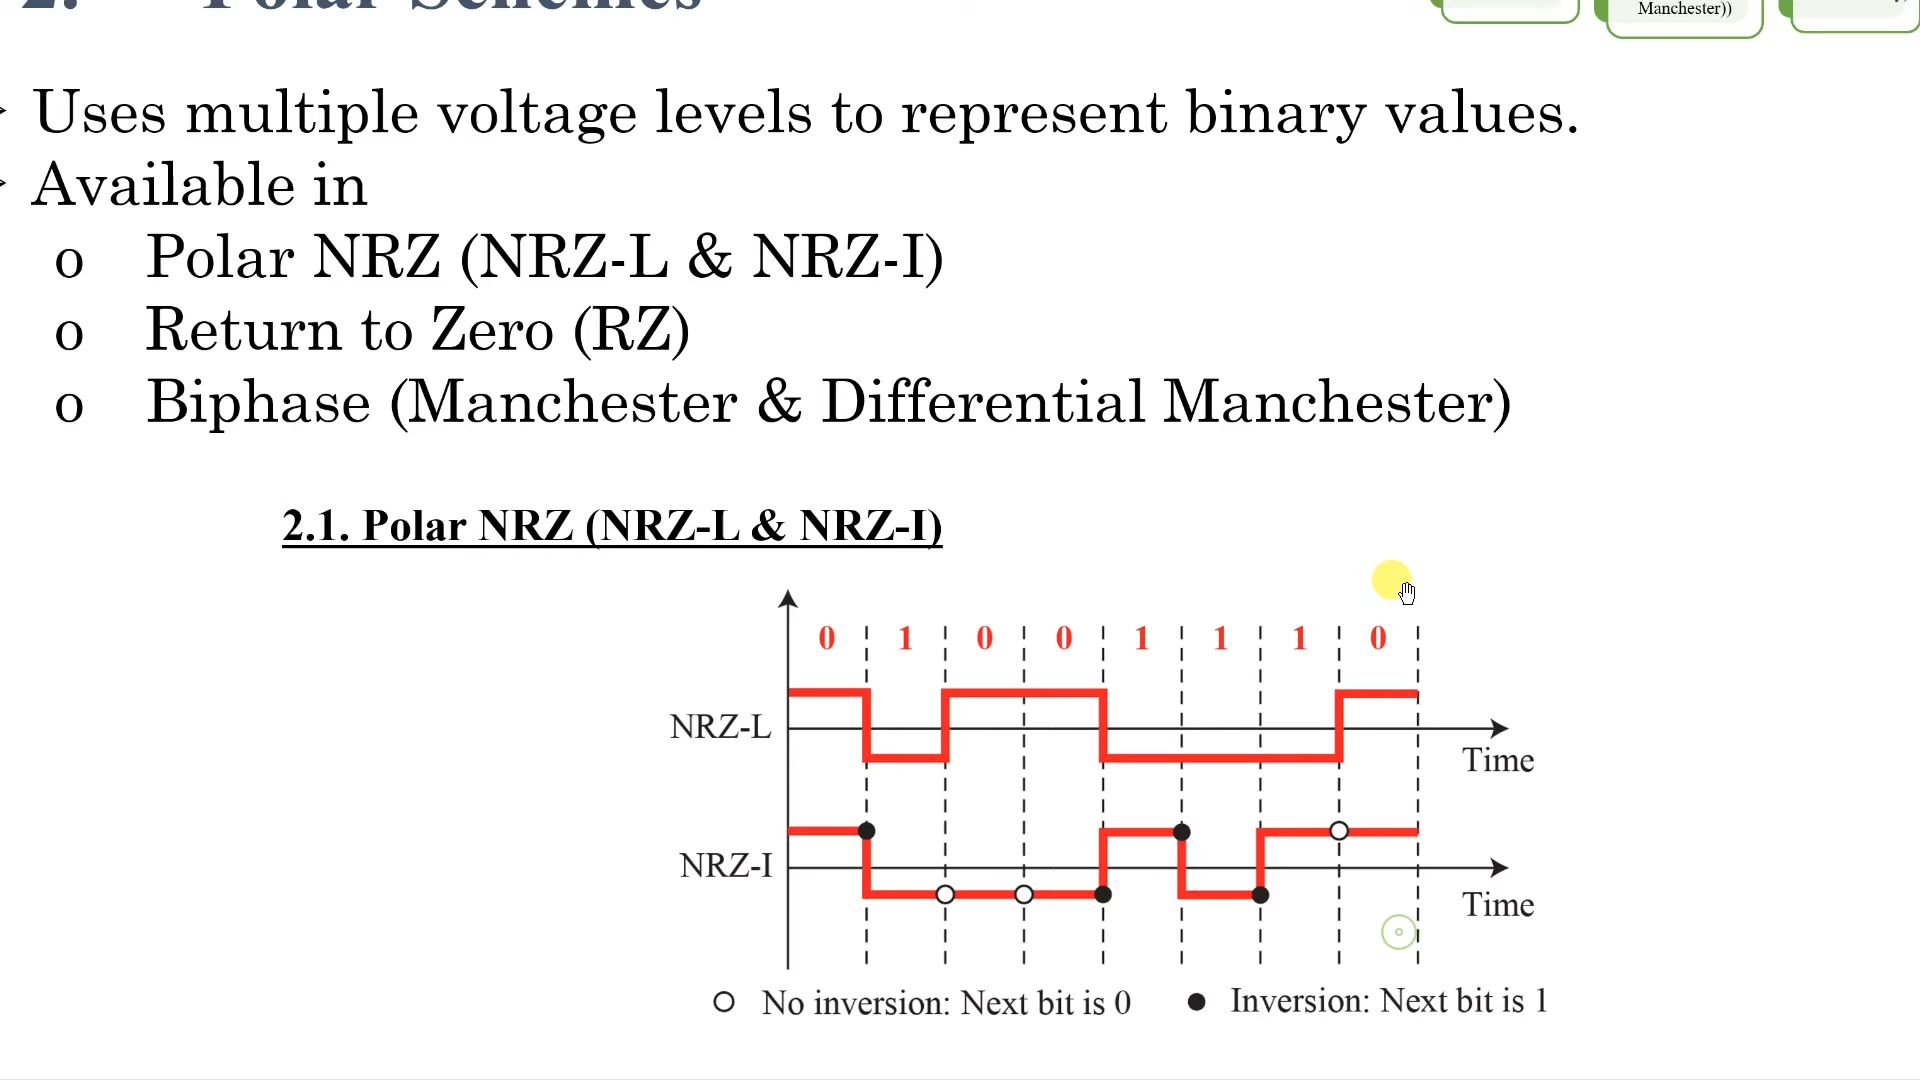 2. Polar Schemes
Manchester))
Uses multiple voltage levels to represent binary values.
Available in
o Polar NRZ (NRZ-L & NRZ-I)
o Return to Zero (RZ)
o Biphase (Manchester & Differential Manchester)
2.1. Polar NRZ (NRZ-L & NRZ-I)
0 1 0 0 1 1 1 0
NRZ-L
Time
NRZ-I
Time
No inversion: Next bit is 0
Inversion: Next bit is 1